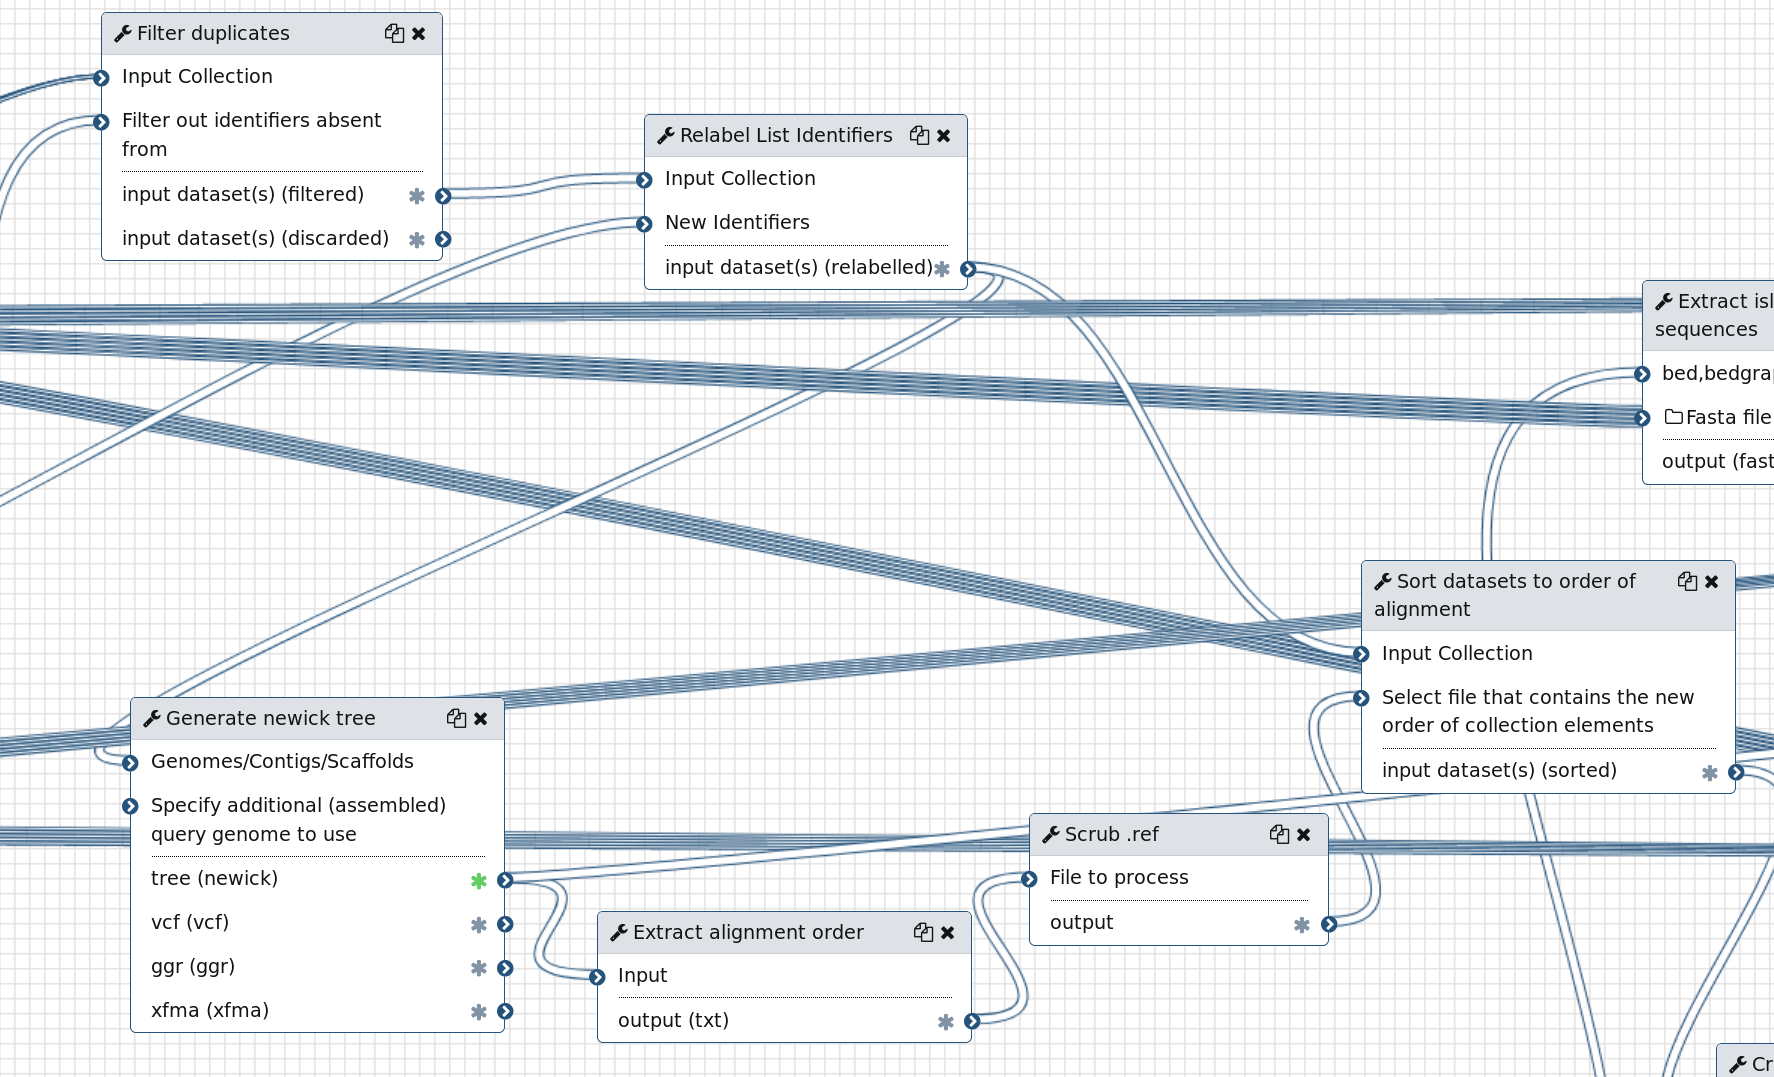 Filter duplicates
Input Collection
Filter out identifiers absent
from
input dataset(s) (filtered)
input dataset(s) (discarded)
Relabel List Identifiers
Input Collection
New Identifiers
input dataset(s) (relabelled)
Extract isl
sequences
bed,bedgra
Fasta file
output (fast
Sort datasets to order of
alignment
Input Collection
Select file that contains the new
order of collection elements
input dataset(s) (sorted)
Generate newick tree
Genomes/Contigs/Scaffolds
Specify additional (assembled)
query genome to use
tree (newick)
vcf (vcf)
ggr (ggr)
xfma (xfma)
Extract alignment order
Input
output (txt)
Scrub .ref
File to process
output
Cr